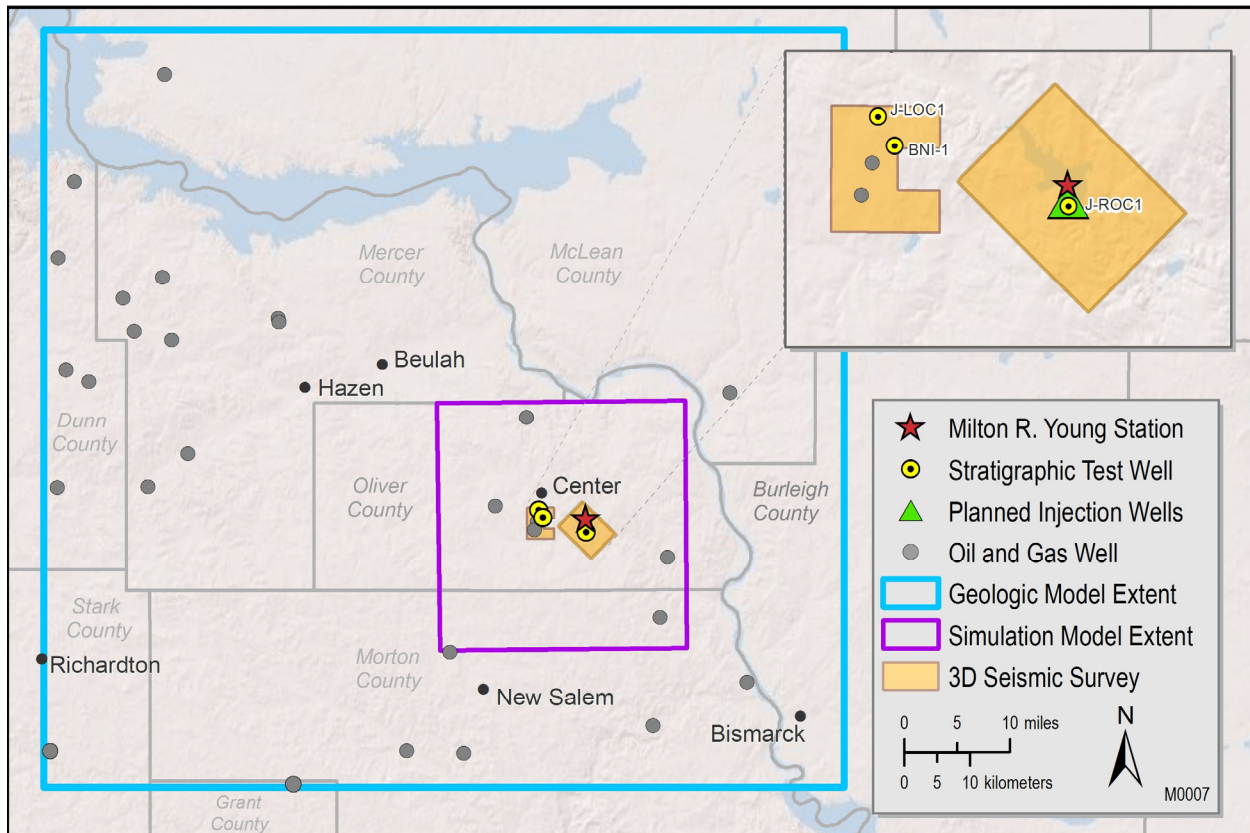 J-LOC1
BNI-1
J-ROC1
Mercer
County
McLean
County
Beulah
Hazen
Dunn
County
Oliver
County
Center
Burleigh
County
Stark
County
Richardton
Morton
County
New Salem
Bismarck
Grant
County
Milton R. Young Station
Stratigraphic Test Well
Planned Injection Wells
Oil and Gas Well
Geologic Model Extent
Simulation Model Extent
3D Seismic Survey
0 5 10 miles
0 5 10 kilometers
N
M0007